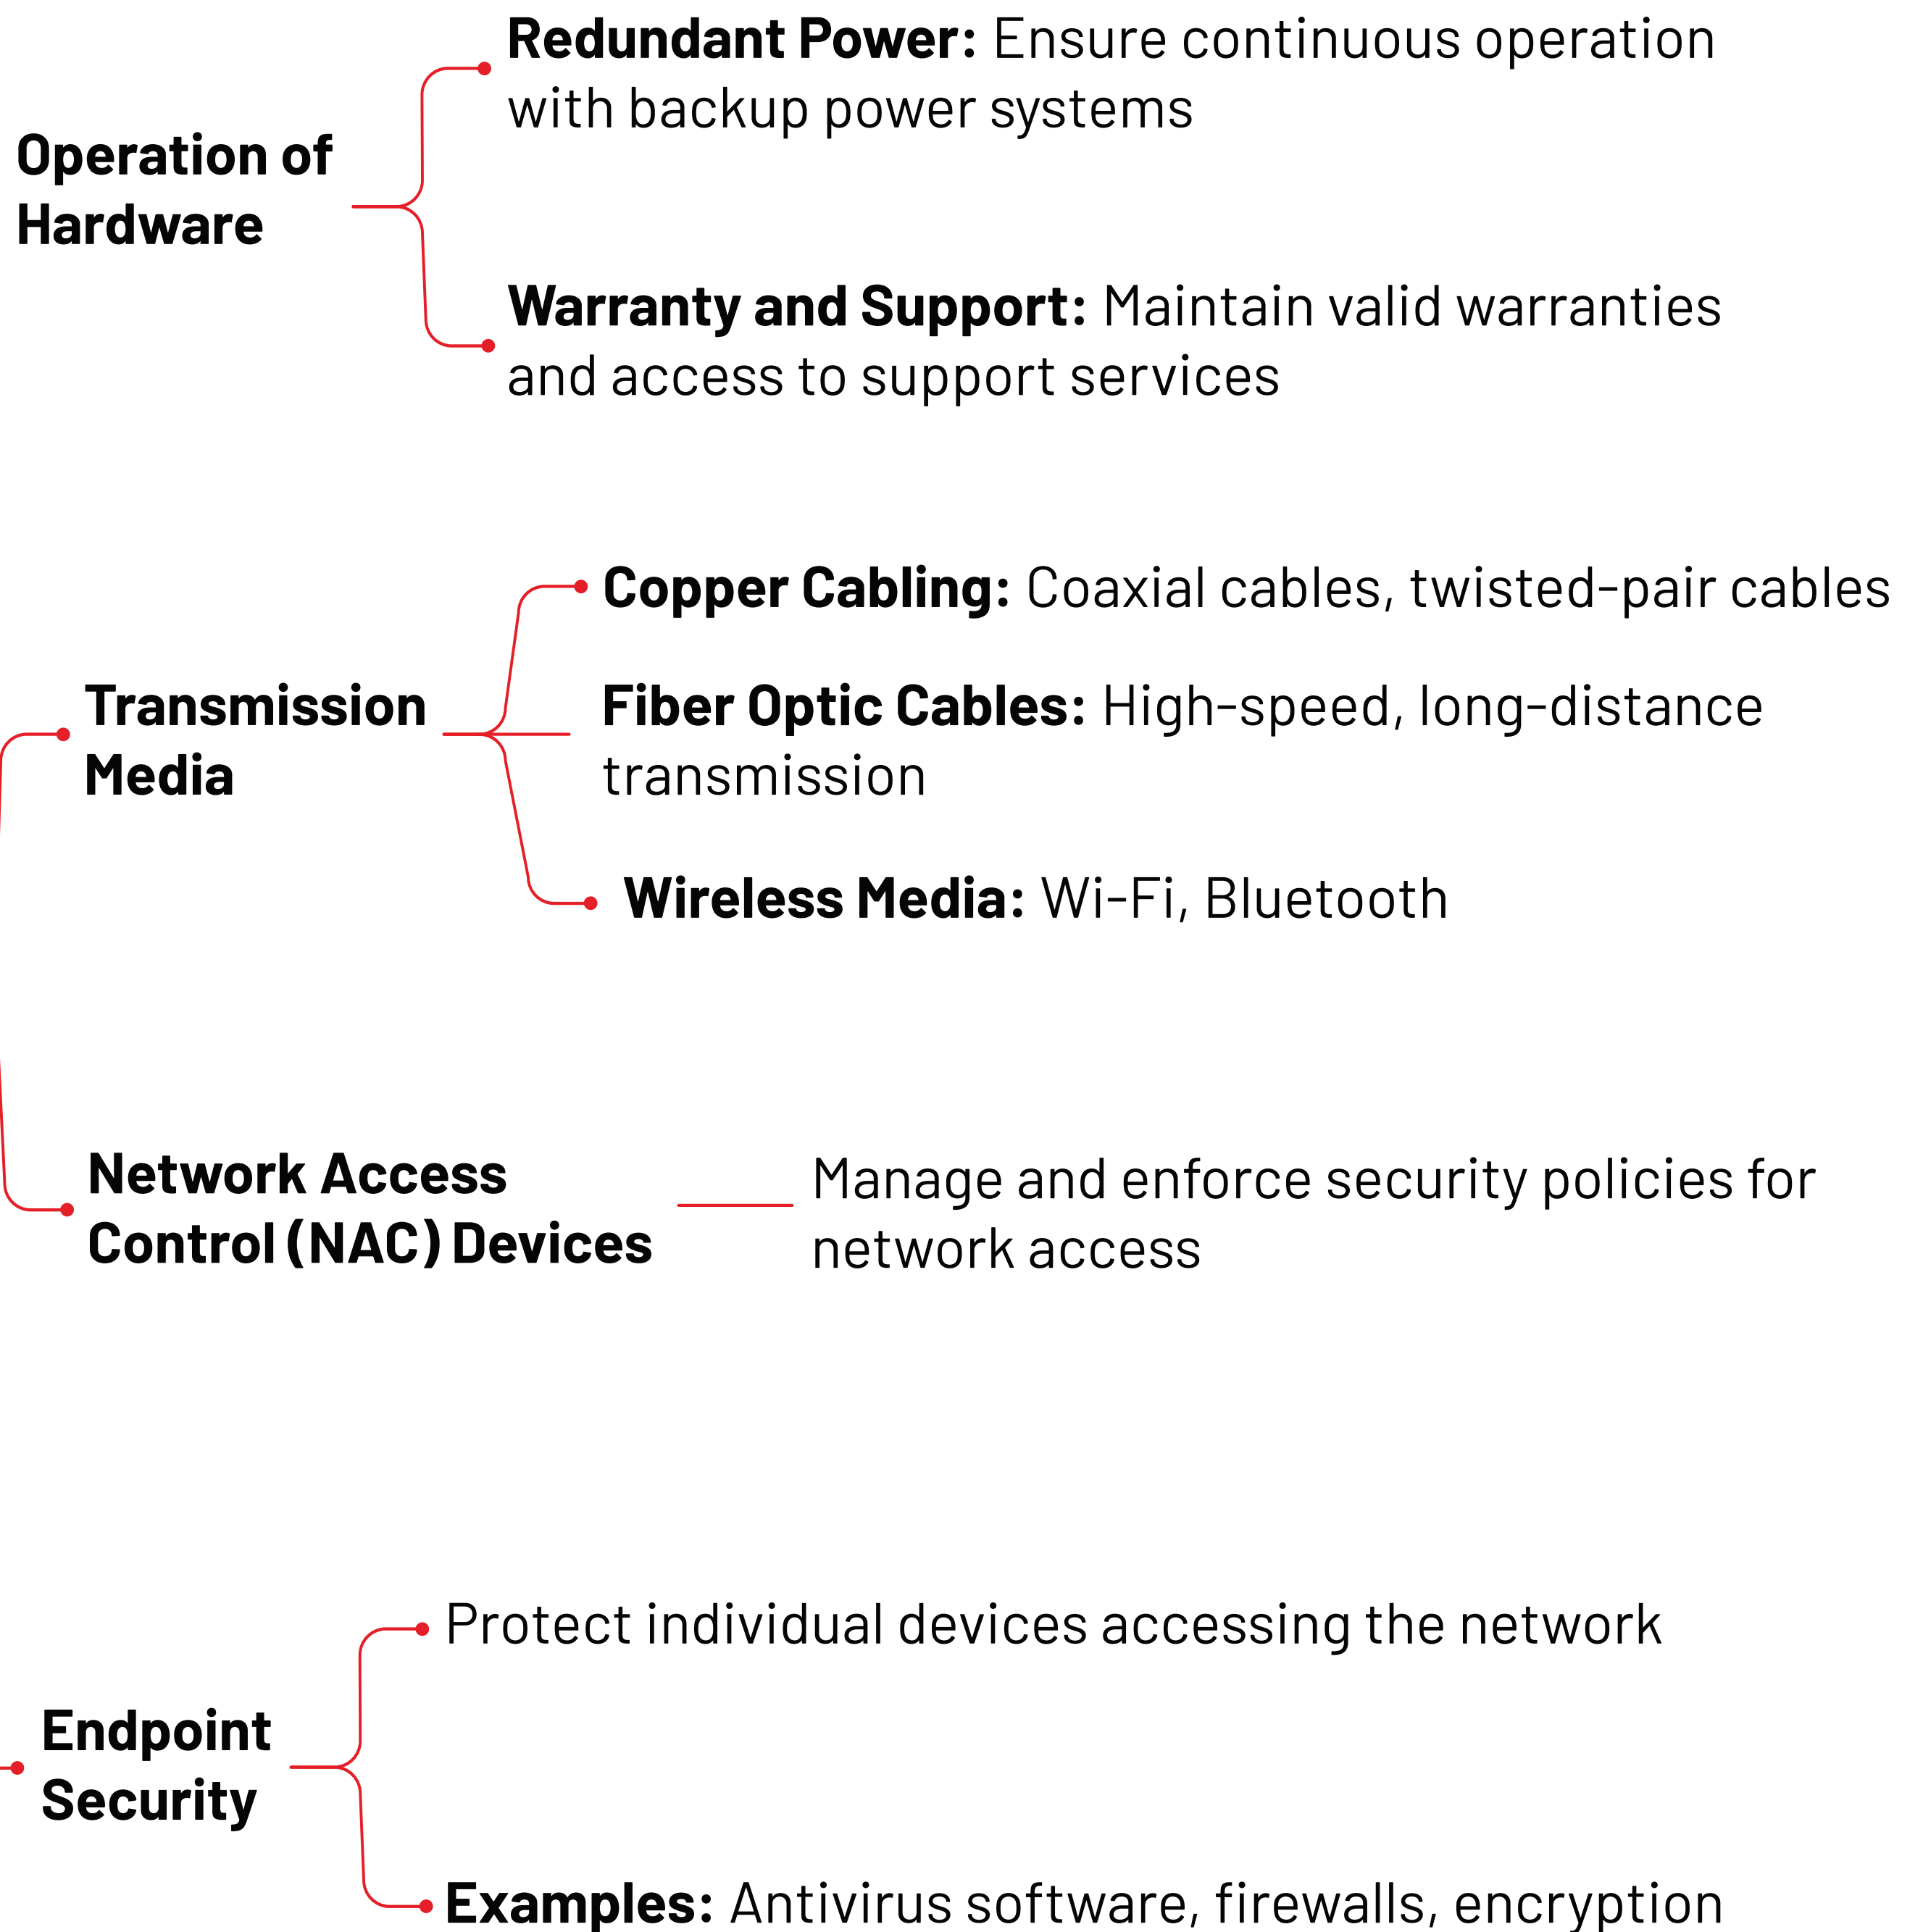 Redundant Power: Ensure continuous operation
with backup power systems
Operation of
Hardware
Warranty and Support: Maintain valid warranties
and access to support services
Copper Cabling: Coaxial cables, twisted-pair cables
Transmission
Media
Fiber Optic Cables: High-speed, long-distance
transmission
Wireless Media: Wi-Fi, Bluetooth
Network Access
Control (NAC) Devices
Manage and enforce security policies for
network access
Protect individual devices accessing the network
Endpoint
Security
Examples: Antivirus software, firewalls, encryption